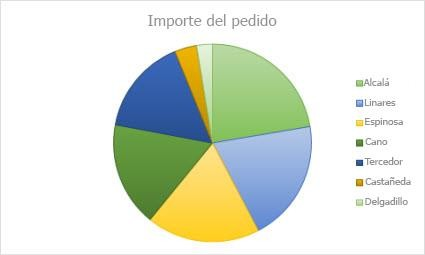 Importe del pedido
Alcalá
Linares
Espinosa
Cano
Tercedor
Castañeda
Delgadillo